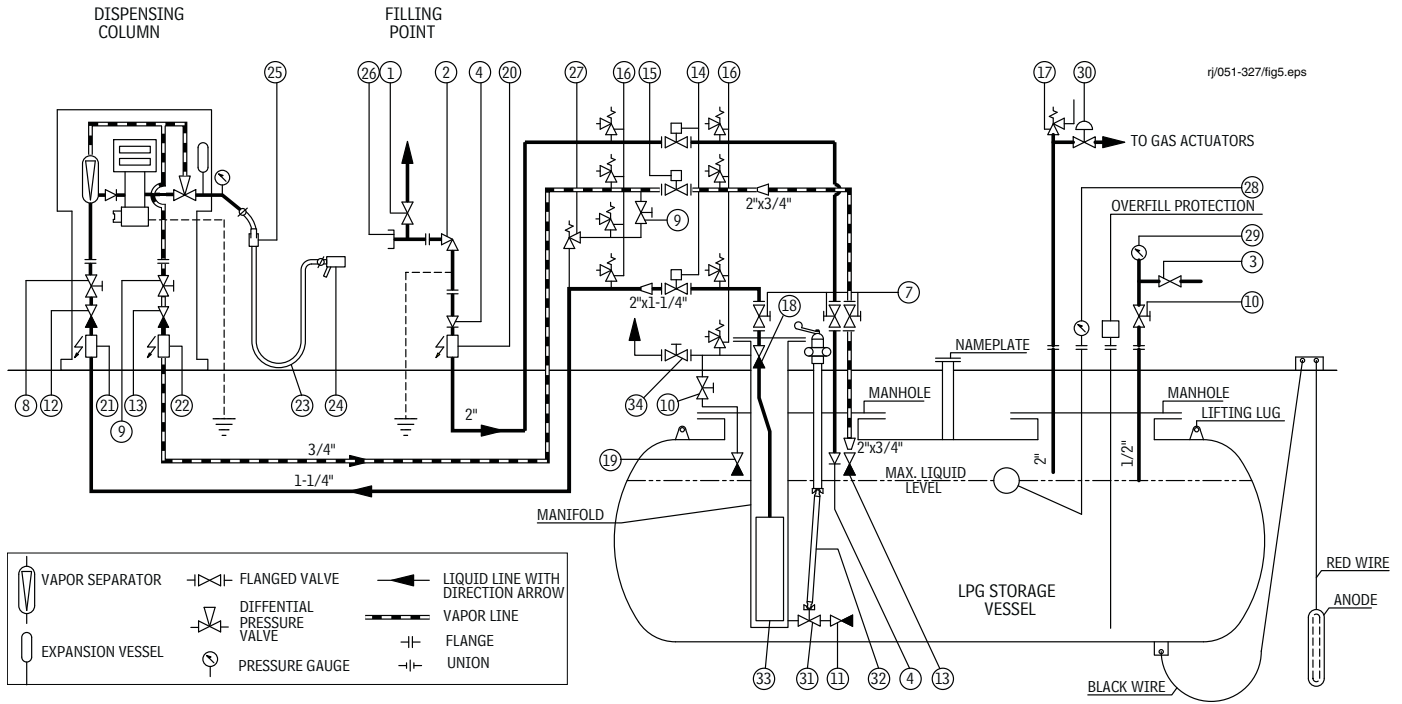 DISPENSING
COLUMN
FILLING
POINT
25
26
1
2
4
20
27
16
15
14
16
17
30
rj/051-327/fig5.eps
TO GAS ACTUATORS
28
OVERFILL PROTECTION
29
3
10
2"x3/4"
9
2"x1-1/4"
18
7
NAMEPLATE
MANHOLE
MANHOLE
LIFTING LUG
8
12
21
13
22
23
24
9
34
10
2"
3/4"
1-1/4"
19
2"x3/4"
MAX. LIQUID
LEVEL
2"
1/2"
MANIFOLD
LPG STORAGE
VESSEL
RED WIRE
ANODE
BLACK WIRE
33
31
11
32
4
13
VAPOR SEPARATOR
EXPANSION VESSEL
FLANGED VALVE
DIFFENTIAL
PRESSURE
VALVE
PRESSURE GAUGE
LIQUID LINE WITH
DIRECTION ARROW
VAPOR LINE
FLANGE
UNION